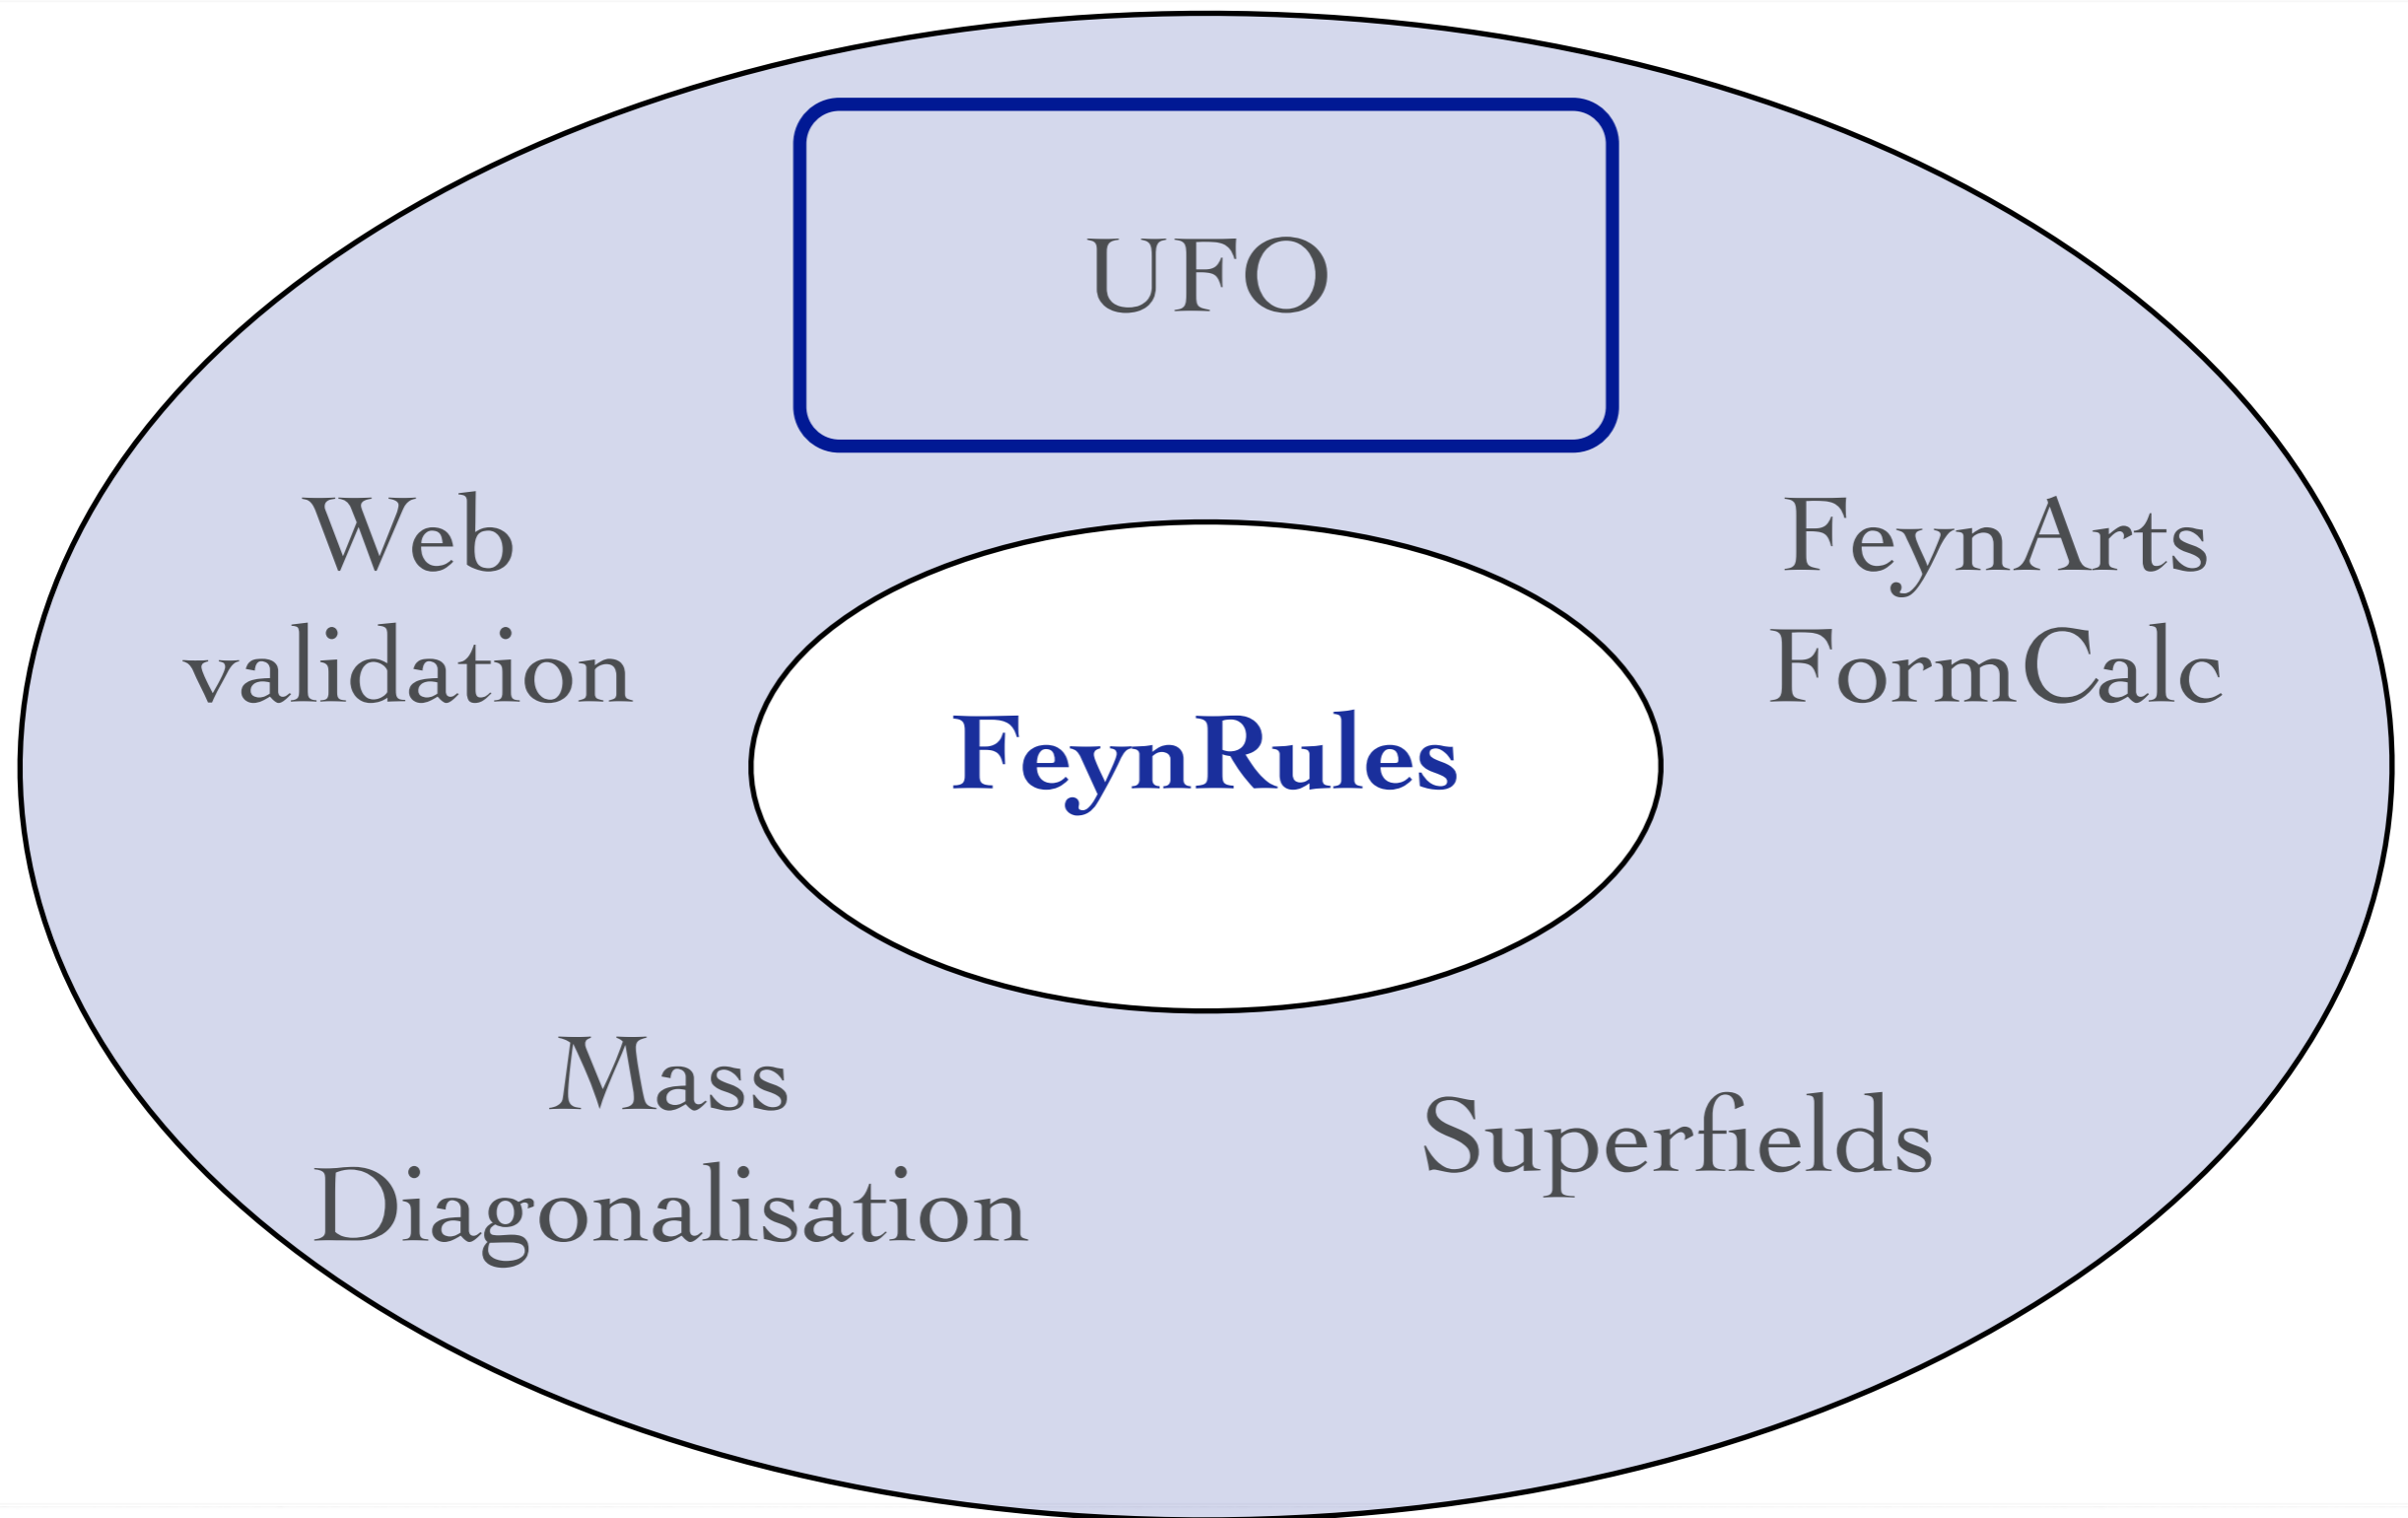 UFO
Web
validation
FeynArts
FormCalc
FeynRules
Mass
Diagonalisation
Superfields